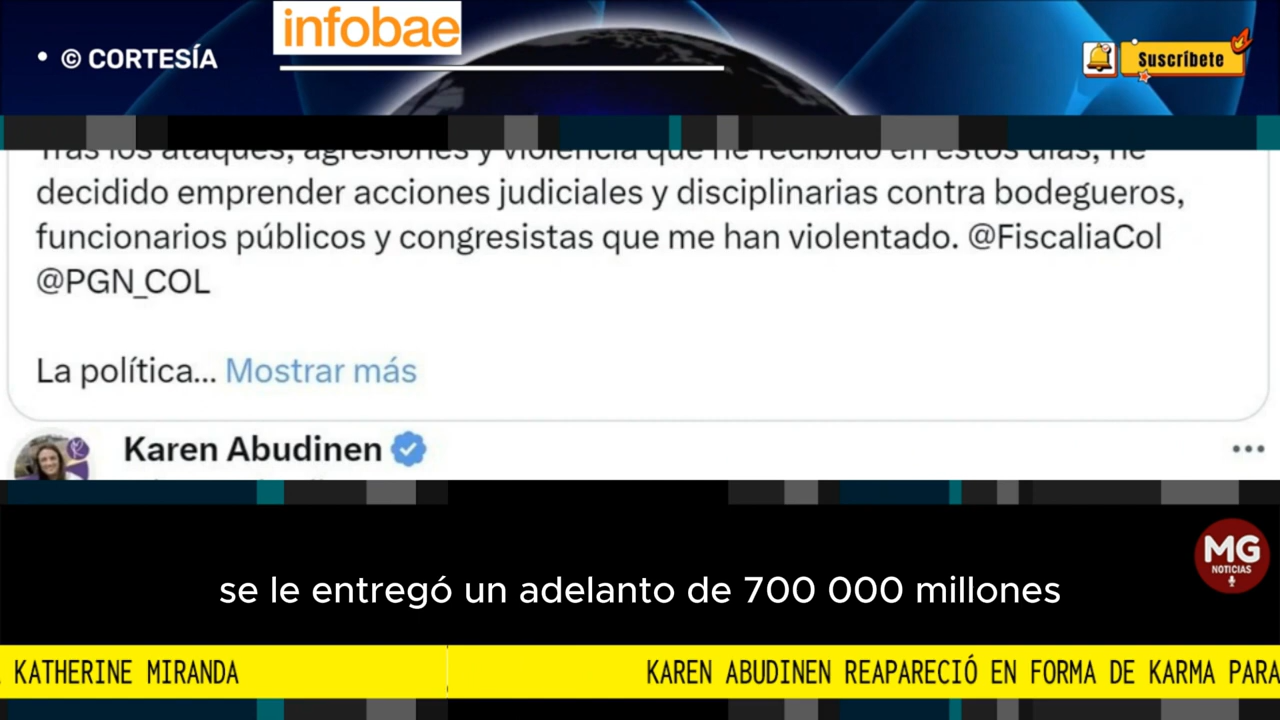 infobae
• © CORTESÍA
Suscríbete
Tras los ataques, agresiones y violencia que he recibido en estos días, he
decidido emprender acciones judiciales y disciplinarias contra bodegueros,
funcionarios públicos y congresistas que me han violentado. @FiscaliaCol
@PGN_COL
La política... Mostrar más
Karen Abudinen
se le entregó un adelanto de 700 000 millones
MG
NOTICIAS
KATHERINE MIRANDA
KAREN ABUDINEN REAPARECIÓ EN FORMA DE KARMA PARA